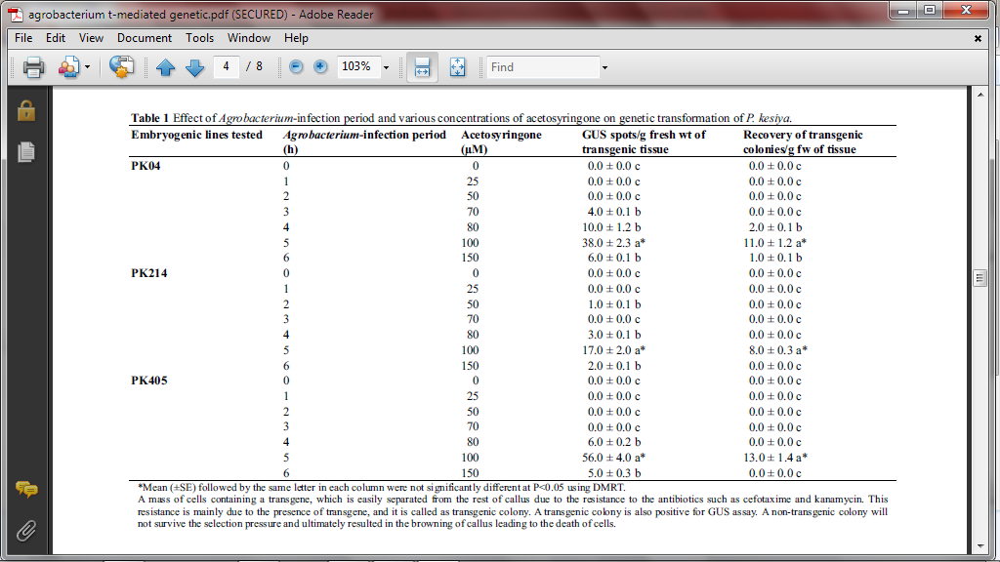 agrobacterium t-mediated genetic.pdf (SECURED) - Adobe Reader
File Edit View Document Tools Window Help
4 / 8 103% Find
Table 1 Effect of Agrobacterium-infection period and various concentrations of acetosyringone on genetic transformation of P. kesiya.
Embryogenic lines tested Agrobacterium-infection period Acetosyringone GUS spots/g fresh wt of Recovery of transgenic
(h) (µM) transgenic tissue colonies/g fw of tissue
PK04 0 0 0.0 ± 0.0 c 0.0 ± 0.0 c
1 25 0.0 ± 0.0 c 0.0 ± 0.0 c
2 50 0.0 ± 0.0 c 0.0 ± 0.0 c
3 70 4.0 ± 0.1 b 0.0 ± 0.0 c
4 80 10.0 ± 1.2 b 2.0 ± 0.1 b
5 100 38.0 ± 2.3 a* 11.0 ± 1.2 a*
6 150 6.0 ± 0.1 b 1.0 ± 0.1 b
PK214 0 0 0.0 ± 0.0 c 0.0 ± 0.0 c
1 25 0.0 ± 0.0 c 0.0 ± 0.0 c
2 50 1.0 ± 0.1 b 0.0 ± 0.0 c
3 70 0.0 ± 0.0 c 0.0 ± 0.0 c
4 80 3.0 ± 0.1 b 0.0 ± 0.0 c
5 100 17.0 ± 2.0 a* 8.0 ± 0.3 a*
6 150 2.0 ± 0.1 b 0.0 ± 0.0 c
PK405 0 0 0.0 ± 0.0 c 0.0 ± 0.0 c
1 25 0.0 ± 0.0 c 0.0 ± 0.0 c
2 50 0.0 ± 0.0 c 0.0 ± 0.0 c
3 70 0.0 ± 0.0 c 0.0 ± 0.0 c
4 80 6.0 ± 0.2 b 0.0 ± 0.0 c
5 100 56.0 ± 4.0 a* 13.0 ± 1.4 a*
6 150 5.0 ± 0.3 b 0.0 ± 0.0 c
*Mean (±SE) followed by the same letter in each column were not significantly different at P<0.05 using DMRT.
A mass of cells containing a transgene, which is easily separated from the rest of callus due to the resistance to the antibiotics such as cefotaxime and kanamycin. This
resistance is mainly due to the presence of transgene, and it is called as transgenic colony. A transgenic colony is also positive for GUS assay. A non-transgenic colony will
not survive the selection pressure and ultimately resulted in the browning of callus leading to the death of cells.